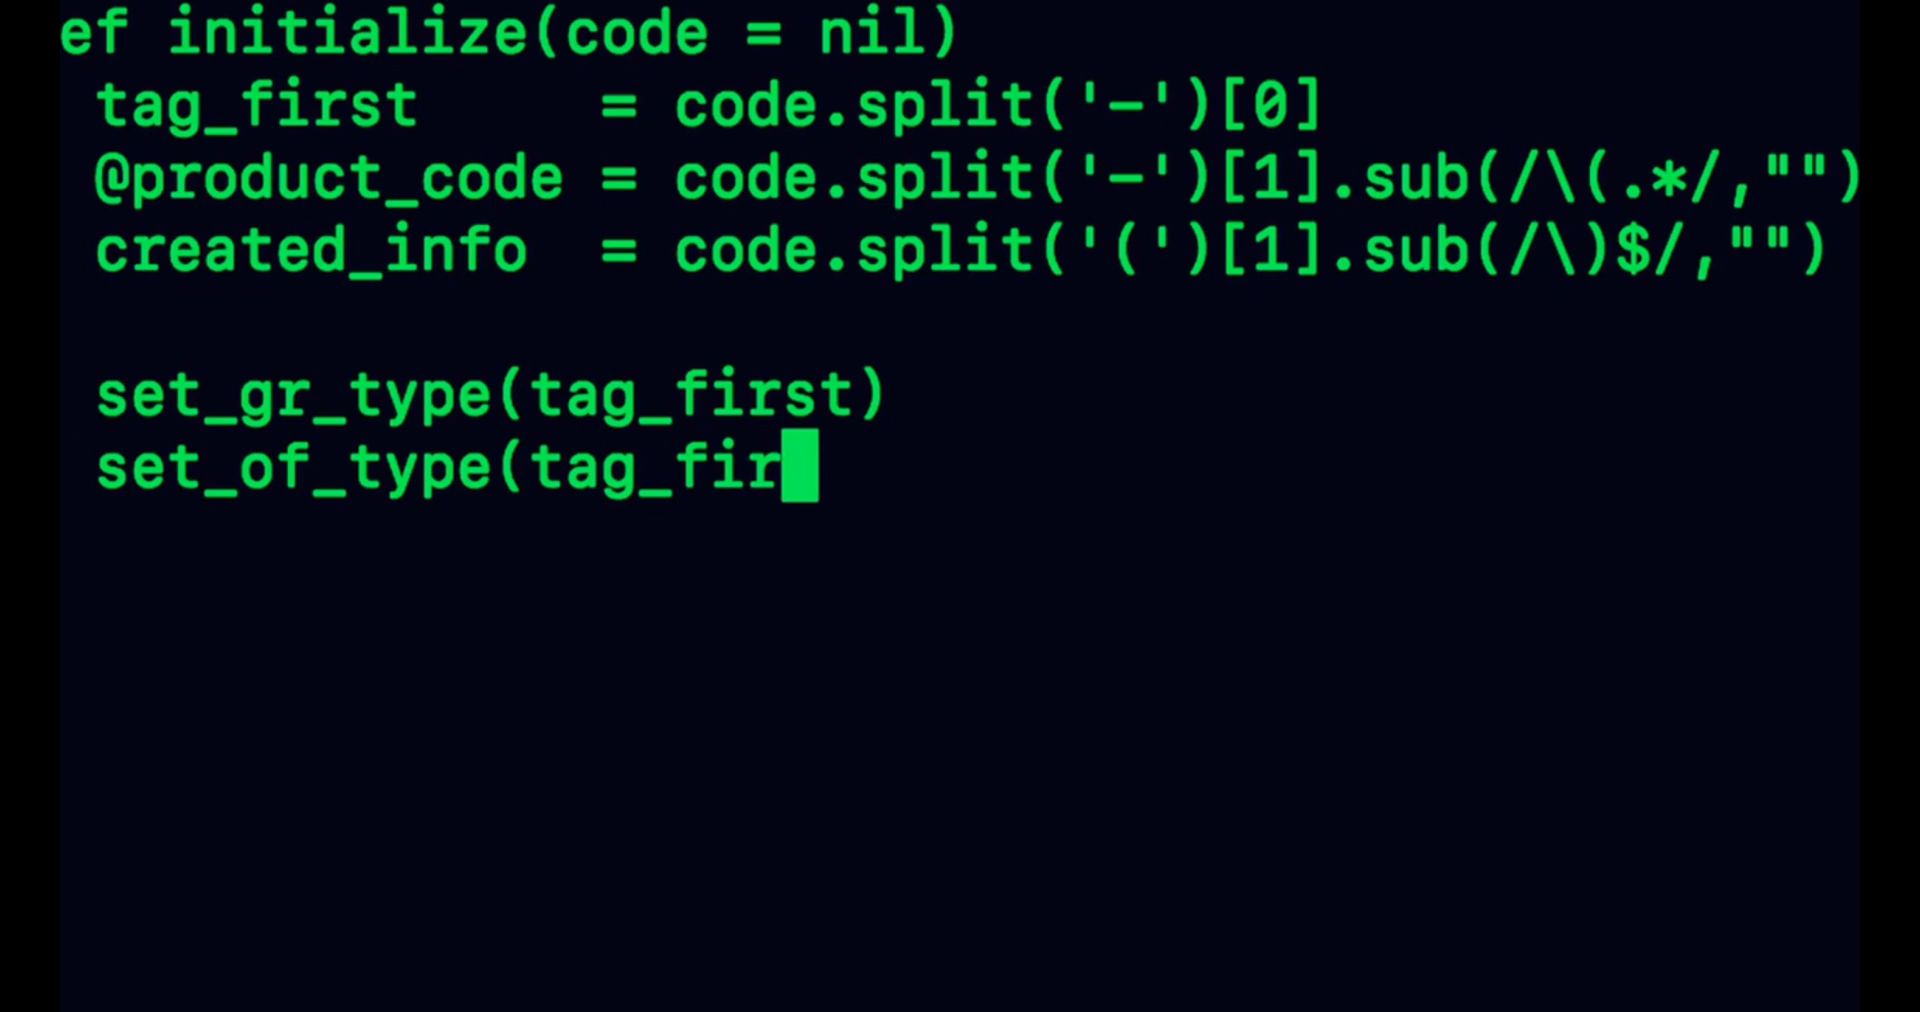 ef initialize(code = nil)
tag_first = code.split('-')[0]
@product_code = code.split('-')[1].sub(/\(.*/,"")
created_info = code.split('(')[1].sub(/\)$/,"")
set_gr_type(tag_first)
set_of_type(tag_fir